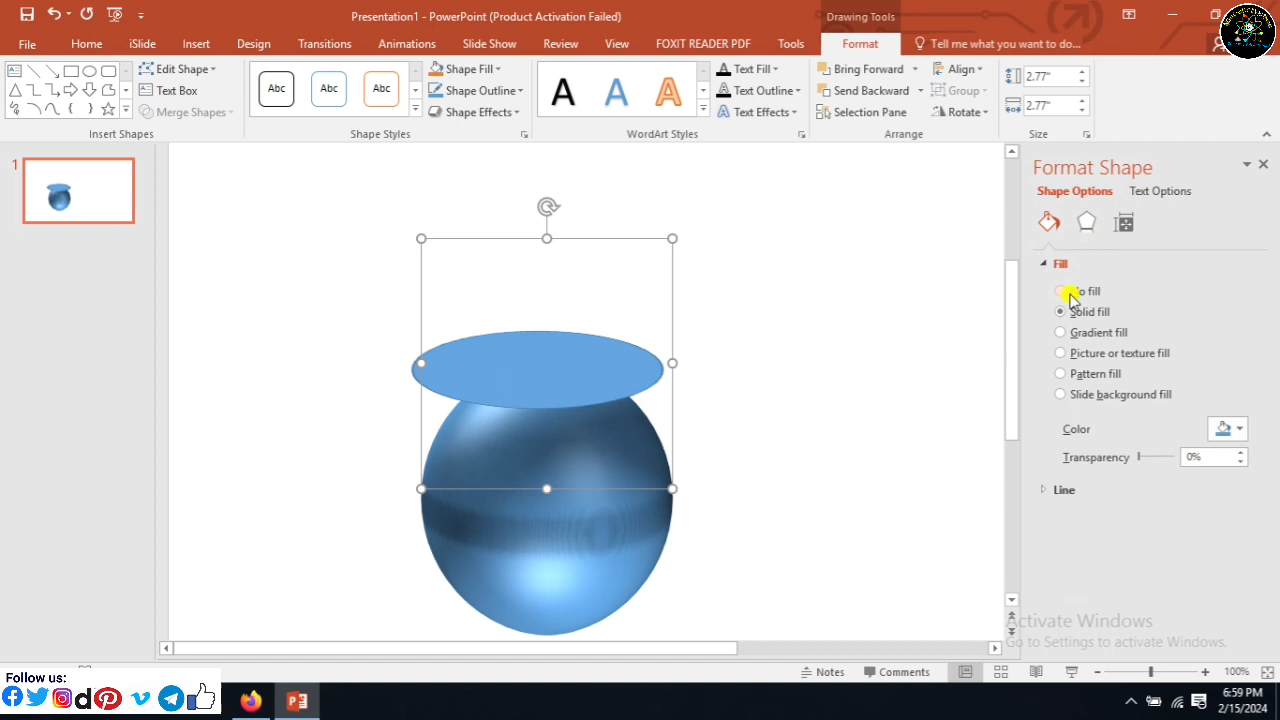 Presentation1 - PowerPoint (Product Activation Failed)
Drawing Tools
File Home iSlide Insert Design Transitions Animations Slide Show Review View FOXIT READER PDF Tools Format Tell me what you want to do...
Edit Shape
Text Box
Merge Shapes
Insert Shapes
Abc Abc Abc
Shape Fill
Shape Outline
Shape Effects
Shape Styles
A A A
Text Fill
Text Outline
Text Effects
WordArt Styles
Bring Forward
Send Backward
Selection Pane
Align
Group
Rotate
Arrange
2.77"
2.77"
Size
1
Format Shape
Shape Options Text Options
Fill
Solid fill
Gradient fill
Picture or texture fill
Pattern fill
Slide background fill
Color
Transparency 0%
Line
Activate Windows
Go to Settings to activate Windows.
Notes Comments 100%
Follow us:
6:59 PM
2/15/2024